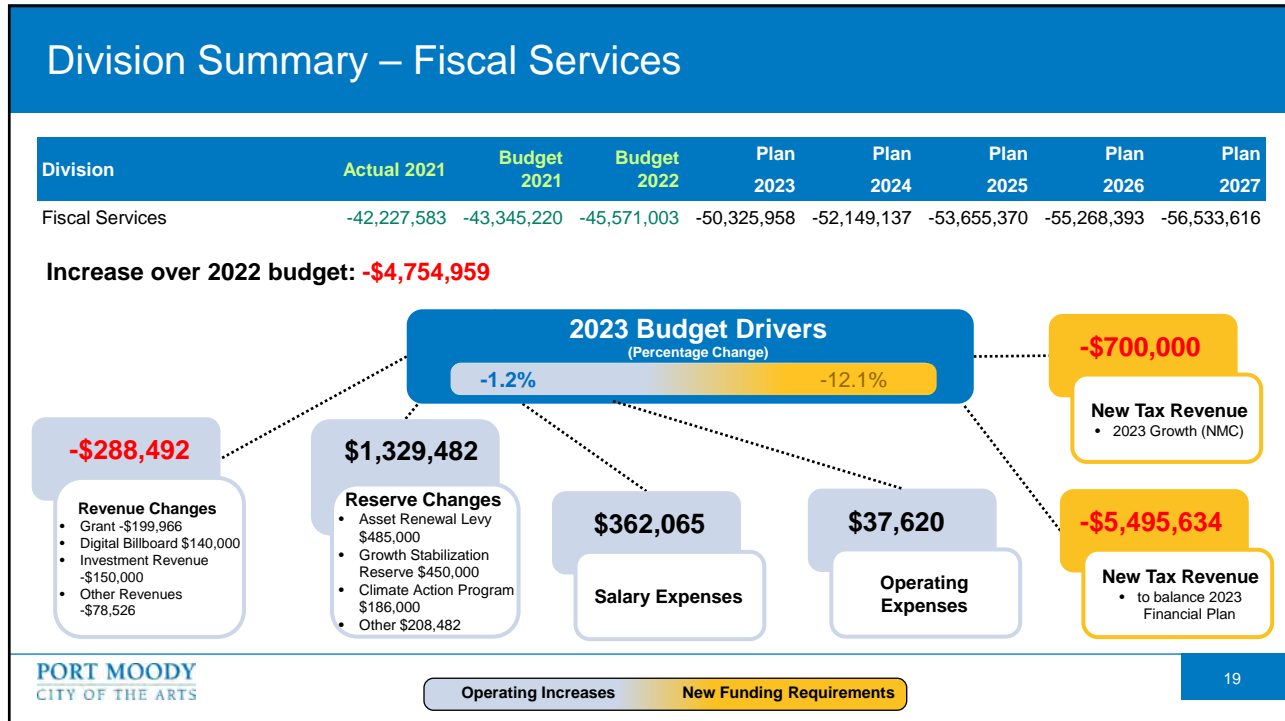 Division Summary – Fiscal Services
Division Actual 2021 Budget 2021 Budget 2022 Plan 2023 Plan 2024 Plan 2025 Plan 2026 Plan 2027
Fiscal Services -42,227,583 -43,345,220 -45,571,003 -50,325,958 -52,149,137 -53,655,370 -55,268,393 -56,533,616
Increase over 2022 budget: -$4,754,959
2023 Budget Drivers
(Percentage Change)
-1.2% -12.1%
-$288,492
Revenue Changes
• Grant -$199,966
• Digital Billboard $140,000
• Investment Revenue
-$150,000
• Other Revenues
-$78,526
$1,329,482
Reserve Changes
• Asset Renewal Levy
$485,000
• Growth Stabilization
Reserve $450,000
• Climate Action Program
$186,000
• Other $208,482
$362,065
Salary Expenses
$37,620
Operating
Expenses
-$700,000
New Tax Revenue
• 2023 Growth (NMC)
-$5,495,634
New Tax Revenue
• to balance 2023
Financial Plan
PORT MOODY
CITY OF THE ARTS
Operating Increases New Funding Requirements
19